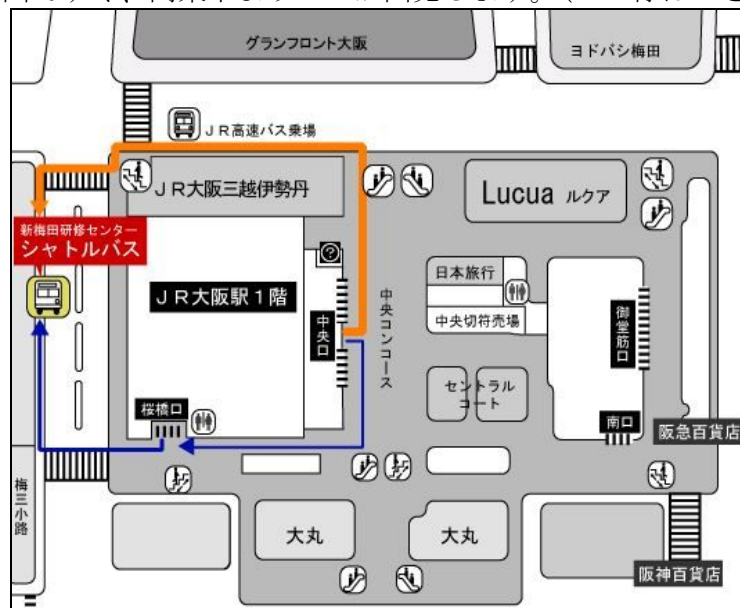 グランフロント大阪
ヨドバシ梅田
JR高速バス乗場
JR大阪三越伊勢丹
Lucua ルクア
新梅田研修センター
シャトルバス
日本旅行
JR大阪駅1階
中央口
中央コンコース
中央切符売場
御堂筋口
セントラル
コート
桜橋口
南口
阪急百貨店
梅三小路
大丸
大丸
阪神百貨店